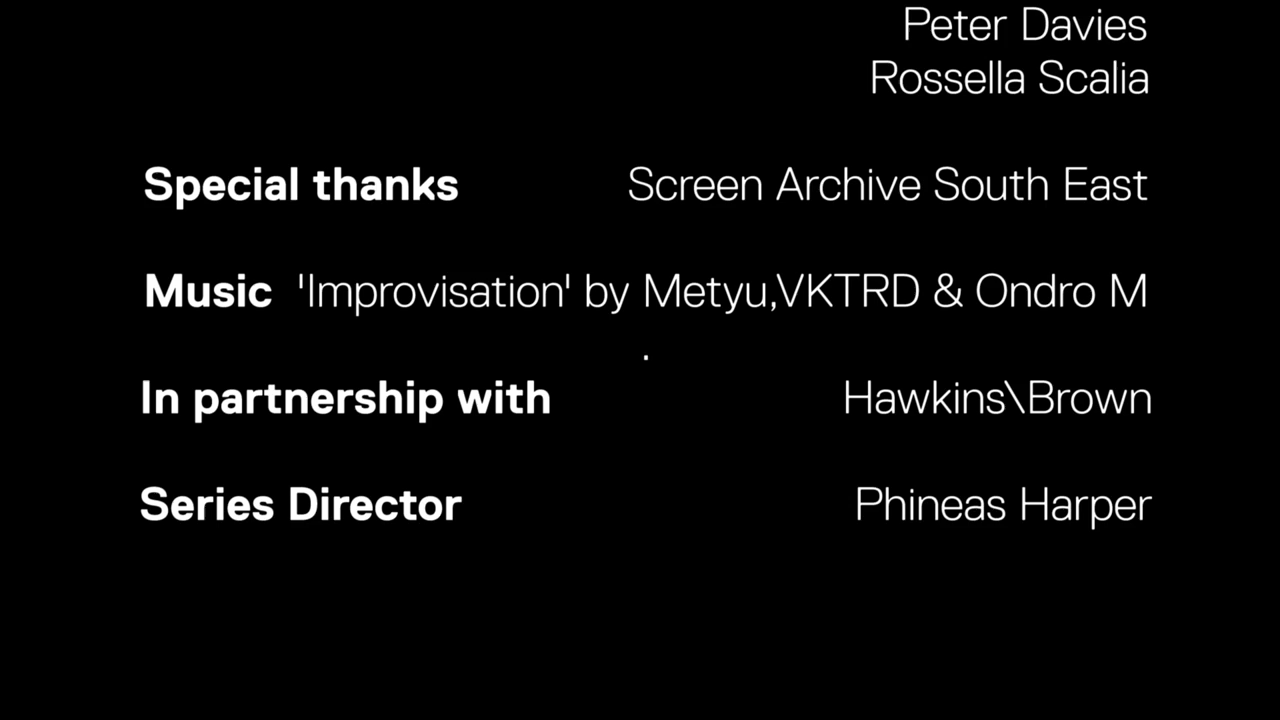 Peter Davies
Rossella Scalia
Special thanks Screen Archive South East
Music 'Improvisation' by Metyu,VKTRD & Ondro M
.
In partnership with Hawkins\Brown
Series Director Phineas Harper